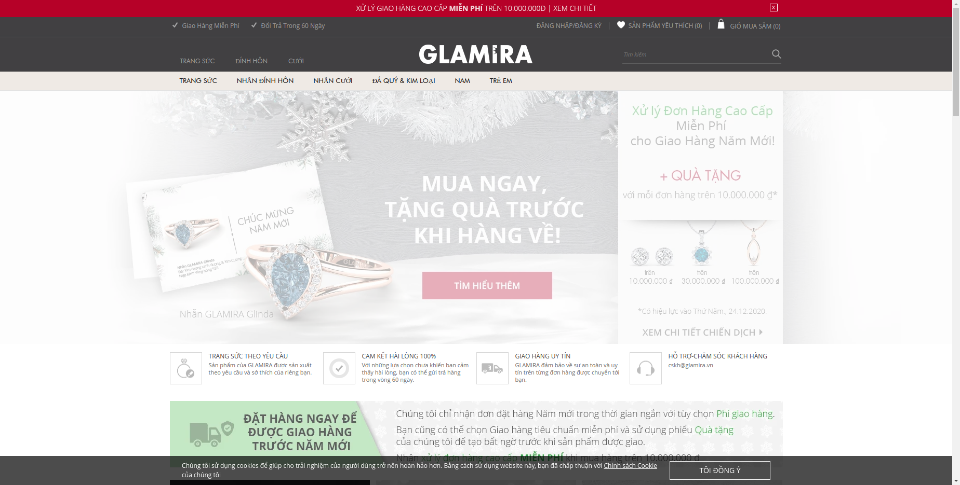 XỬ LÝ GIAO HÀNG CAO CẤP MIỄN PHÍ TRÊN 10.000.000Đ | XEM CHI TIẾT
Giao Hàng Miễn Phí
Đổi Trả Trong 60 Ngày
ĐĂNG NHẬP/ĐĂNG KÝ
SẢN PHẨM YÊU THÍCH (0)
GIỎ MUA SẮM (0)
TRANG SỨC
ĐÍNH HÔN
CƯỚI
GLAMIRA
Tìm kiếm
TRANG SỨC
NHẪN ĐÍNH HÔN
NHẪN CƯỚI
ĐÁ QUÝ & KIM LOẠI
NAM
TRẺ EM
CHÚC MỪNG
NĂM MỚI
Nhẫn GLAMIRA Glinda
MUA NGAY,
TẶNG QUÀ TRƯỚC
KHI HÀNG VỀ!
TÌM HIỂU THÊM
Xử lý Đơn Hàng Cao Cấp
Miễn Phí
cho Giao Hàng Năm Mới!
+ QUÀ TẶNG
với mỗi đơn hàng trên 10.000.000 ₫*
trên
10.000.000 ₫
trên
30.000.000 ₫
trên
100.000.000 ₫
*Có hiệu lực vào Thứ Năm, 24.12.2020
XEM CHI TIẾT CHIẾN DỊCH
TRANG SỨC THEO YÊU CẦU
Sản phẩm của GLAMIRA được sản xuất
theo yêu cầu và sở thích của riêng bạn.
CAM KẾT HÀI LÒNG 100%
Với những lựa chọn chưa khiến bạn cảm
thấy hài lòng, bạn có thể gửi trả hàng
trong vòng 60 ngày.
GIAO HÀNG UY TÍN
GLAMIRA đảm bảo về sự an toàn và uy
tín trên từng đơn hàng được chuyển tới
bạn.
HỖ TRỢ-CHĂM SÓC KHÁCH HÀNG
cskh@glamira.vn
ĐẶT HÀNG NGAY ĐỂ
ĐƯỢC GIAO HÀNG
TRƯỚC NĂM MỚI
Chúng tôi chỉ nhận đơn đặt hàng Năm mới trong thời gian ngắn với tùy chọn Phí giao hàng.
Bạn cũng có thể chọn Giao hàng tiêu chuẩn miễn phí và sử dụng phiếu Quà tặng
của chúng tôi để tạo bất ngờ trước khi sản phẩm được giao.
Nhận xử lý đơn hàng cao cấp MIỄN PHÍ khi mua hàng trên 10.000.000 ₫
Chúng tôi sử dụng cookies để giúp cho trải nghiệm của người dùng trở nên hoàn hảo hơn. Bằng cách sử dụng website này, bạn đã chấp thuận với Chính sách Cookie
của chúng tôi.
TÔI ĐỒNG Ý